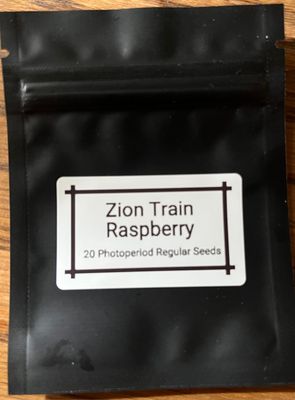 Zion Train
Raspberry
20 Photoperiod Regular Seeds